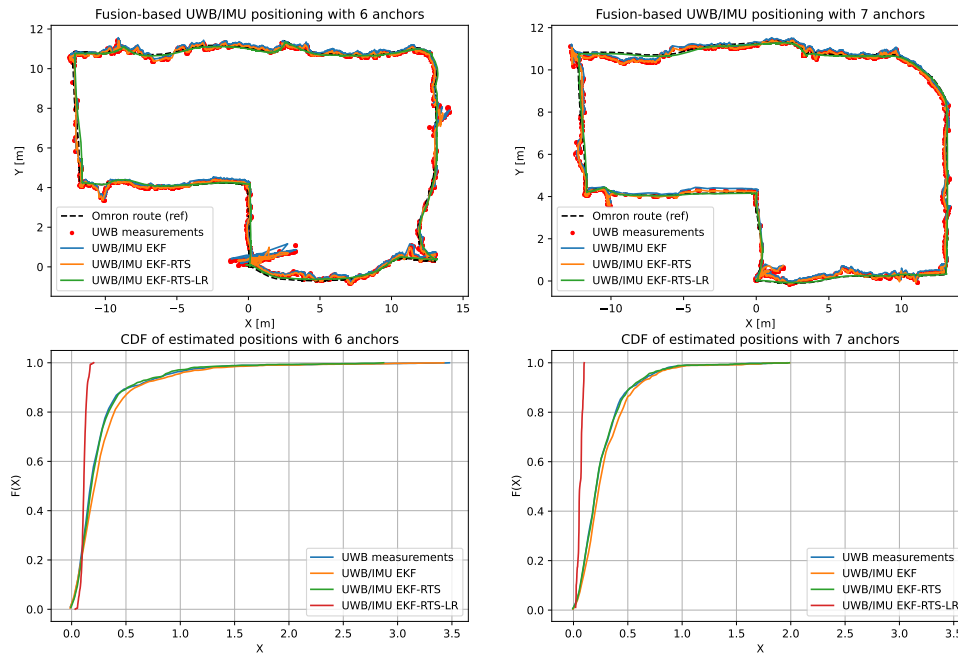 Fusion-based UWB/IMU positioning with 6 anchors
12
10
8
6
4
2
0
Y [m]
Omron route (ref)
UWB measurements
UWB/IMU EKF
UWB/IMU EKF-RTS
UWB/IMU EKF-RTS-LR
−10
−5
0
5
10
15
X [m]
Fusion-based UWB/IMU positioning with 7 anchors
12
10
8
6
4
2
0
Y [m]
Omron route (ref)
UWB measurements
UWB/IMU EKF
UWB/IMU EKF-RTS
UWB/IMU EKF-RTS-LR
−10
−5
0
5
10
X [m]
CDF of estimated positions with 6 anchors
1.0
0.8
0.6
0.4
0.2
0.0
F(X)
UWB measurements
UWB/IMU EKF
UWB/IMU EKF-RTS
UWB/IMU EKF-RTS-LR
0.0
0.5
1.0
1.5
2.0
2.5
3.0
3.5
X
CDF of estimated positions with 7 anchors
1.0
0.8
0.6
0.4
0.2
0.0
F(X)
UWB measurements
UWB/IMU EKF
UWB/IMU EKF-RTS
UWB/IMU EKF-RTS-LR
0.0
0.5
1.0
1.5
2.0
2.5
3.0
3.5
X